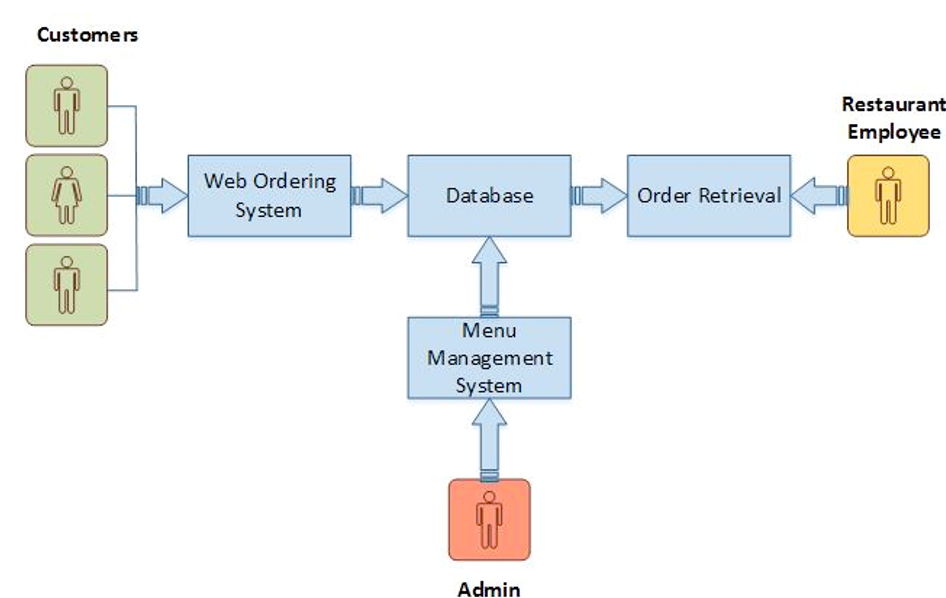 Customers
Restaurant
Employee
Web Ordering
System
Database
Order Retrieval
Menu
Management
System
Admin